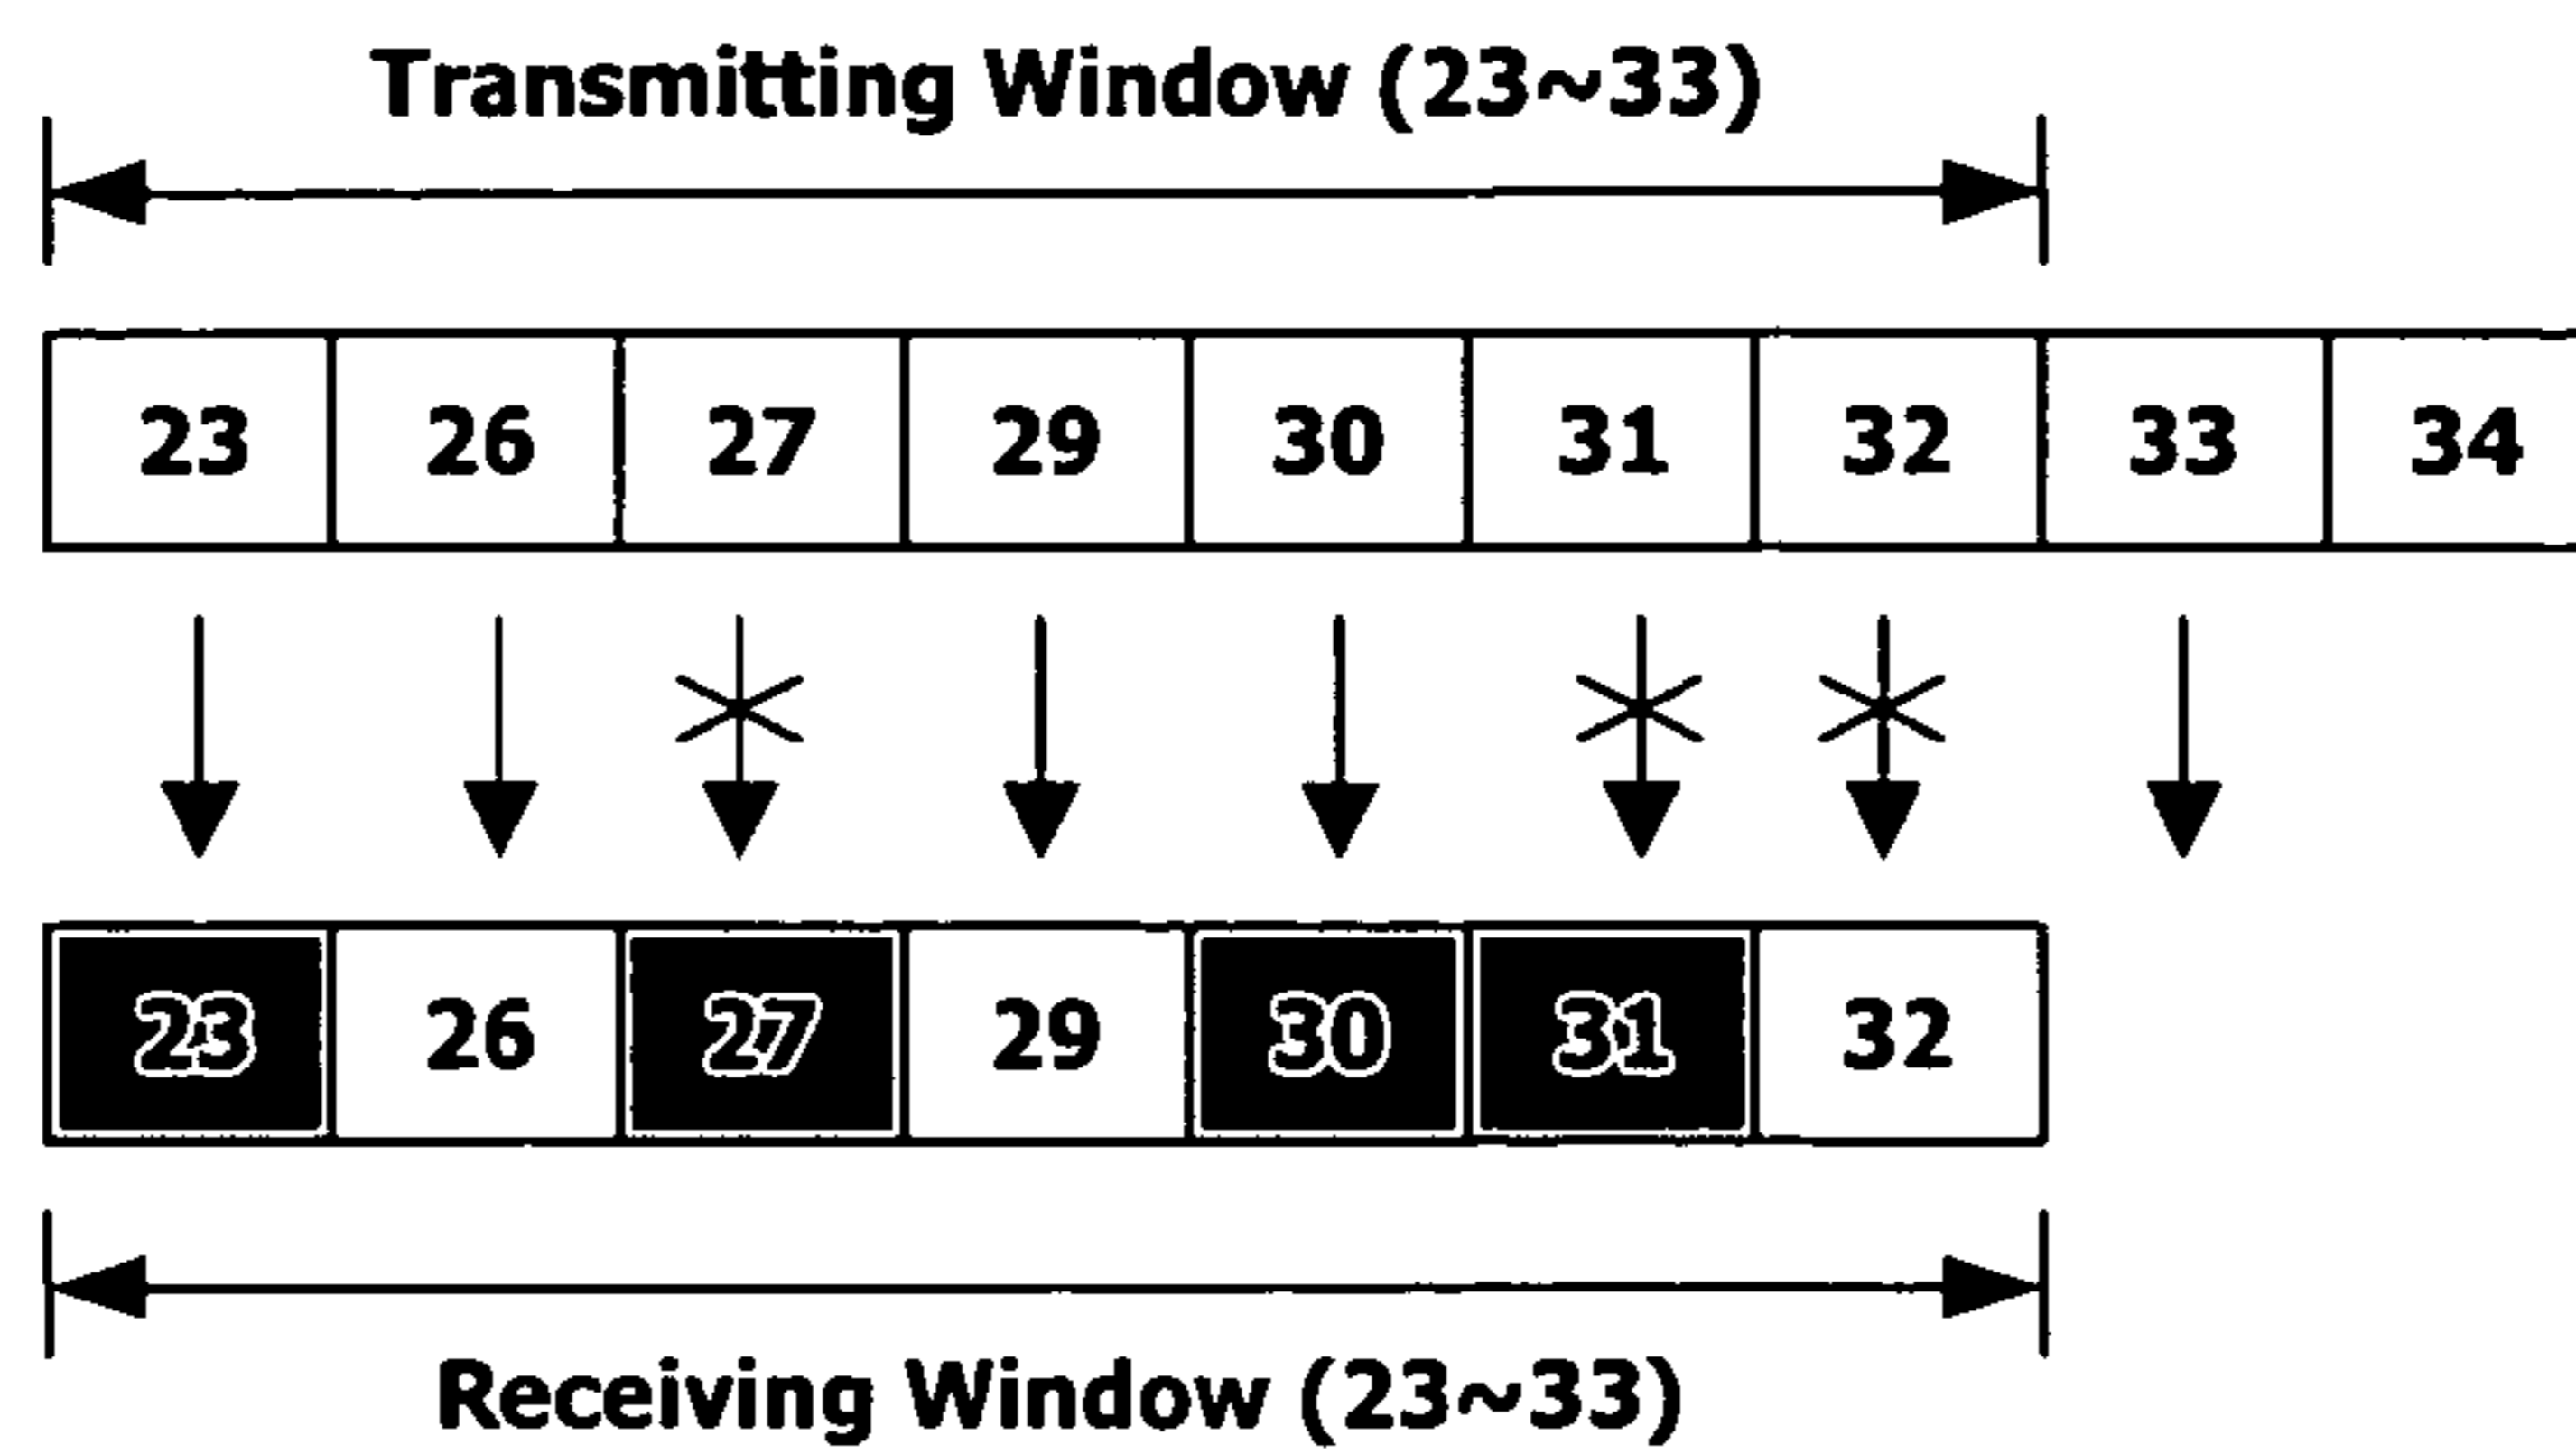 Transmitting Window (23~33)
23 26 27 29 30 31 32 33 34
23 26 27 29 30 31 32
Receiving Window (23~33)